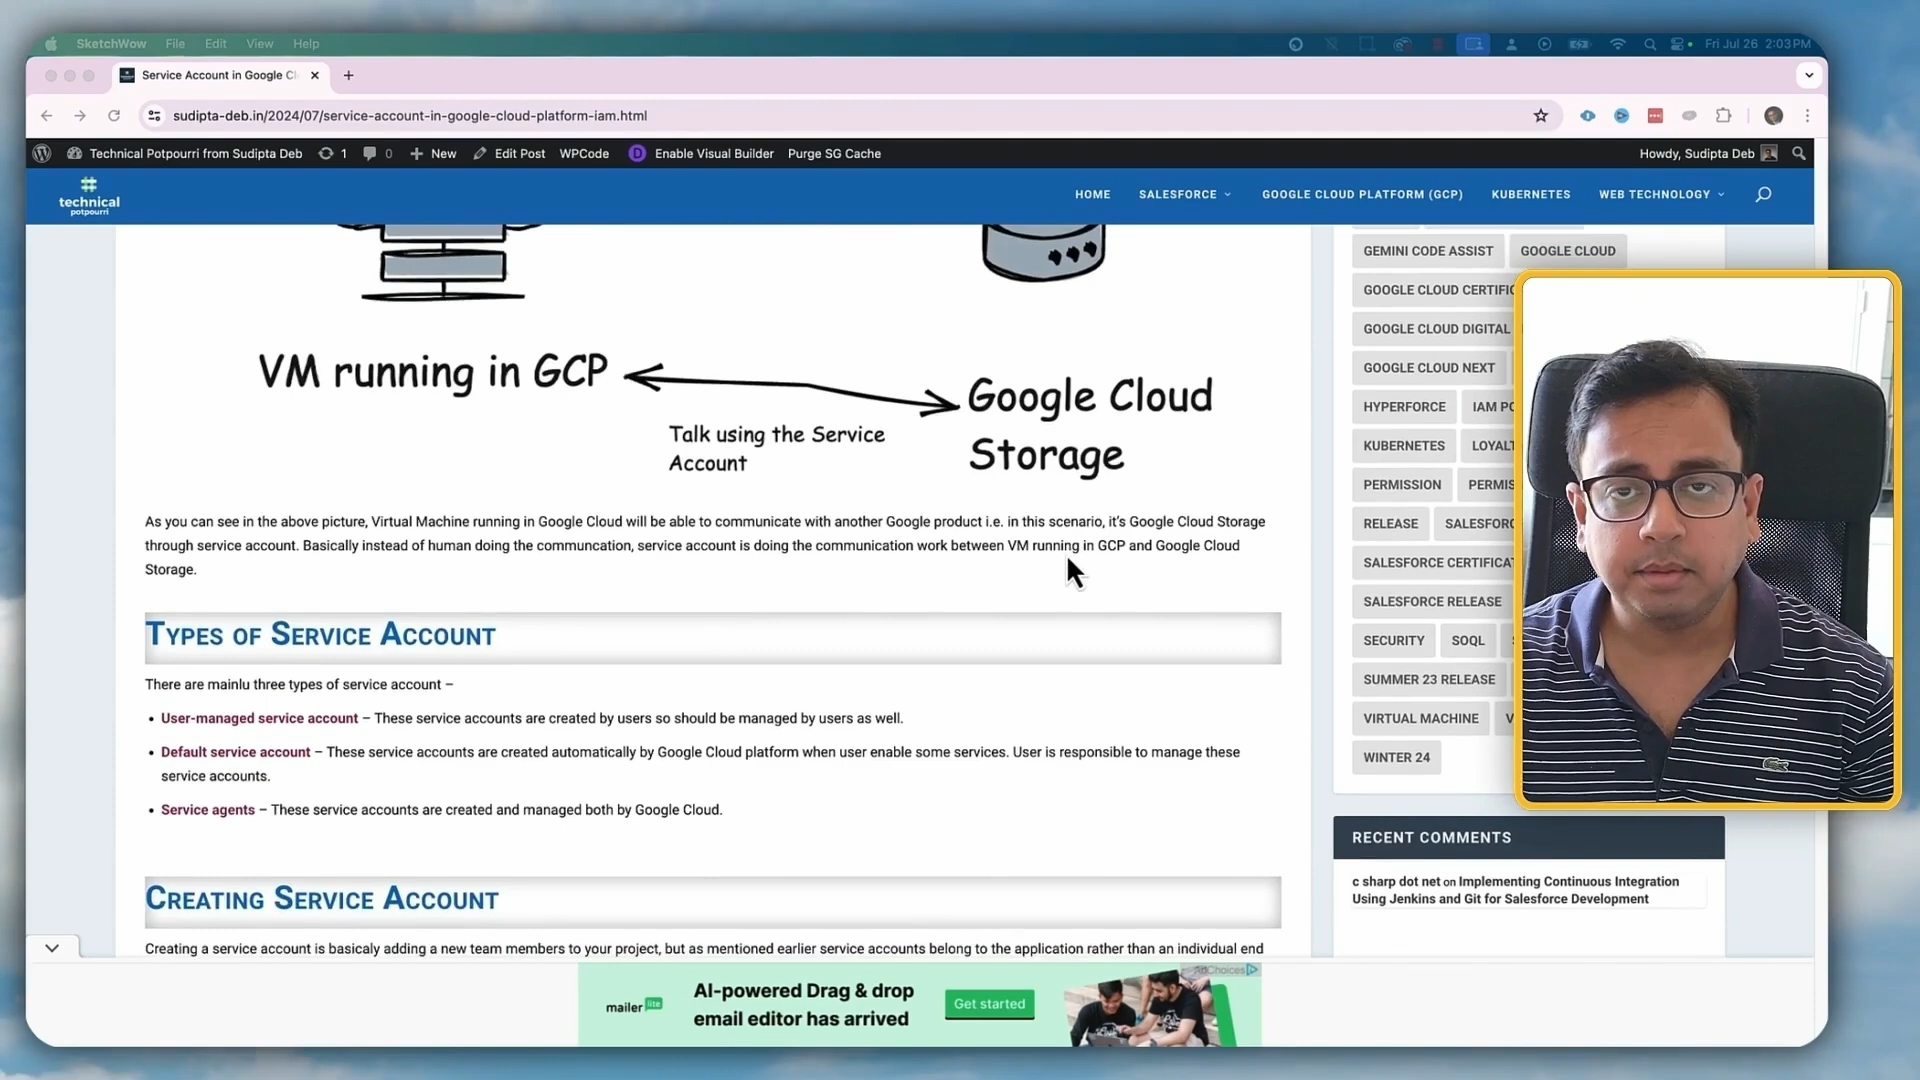 SketchWow File Edit View Help Fri Jul 26 2:03 PM
Service Account in Google Cl
sudipta-deb.in/2024/07/service-account-in-google-cloud-platform-iam.html
Technical Potpourri from Sudipta Deb 1 0 New Edit Post WPCode Enable Visual Builder Purge SG Cache Howdy, Sudipta Deb
technical
potpourri
HOME SALESFORCE GOOGLE CLOUD PLATFORM (GCP) KUBERNETES WEB TECHNOLOGY
VM running in GCP
Talk using the Service
Account
Google Cloud
Storage
As you can see in the above picture, Virtual Machine running in Google Cloud will be able to communicate with another Google product i.e. in this scenario, it's Google Cloud Storage
through service account. Basically instead of human doing the communcation, service account is doing the communication work between VM running in GCP and Google Cloud
Storage.
Types of Service Account
There are mainlu three types of service account –
• User-managed service account – These service accounts are created by users so should be managed by users as well.
• Default service account – These service accounts are created automatically by Google Cloud platform when user enable some services. User is responsible to manage these
service accounts.
• Service agents – These service accounts are created and managed both by Google Cloud.
Creating Service Account
Creating a service account is basicaly adding a new team members to your project, but as mentioned earlier service accounts belong to the application rather than an individual end
GEMINI CODE ASSIST GOOGLE CLOUD
GOOGLE CLOUD CERTIFIC
GOOGLE CLOUD DIGITAL
GOOGLE CLOUD NEXT
HYPERFORCE IAM PO
KUBERNETES LOYALT
PERMISSION PERMIS
RELEASE SALESFORC
SALESFORCE CERTIFICAT
SALESFORCE RELEASE
SECURITY SOQL
SUMMER 23 RELEASE
VIRTUAL MACHINE
WINTER 24
RECENT COMMENTS
c sharp dot net on Implementing Continuous Integration
Using Jenkins and Git for Salesforce Development
mailer lite
AI-powered Drag & drop
email editor has arrived
Get started
AdChoices